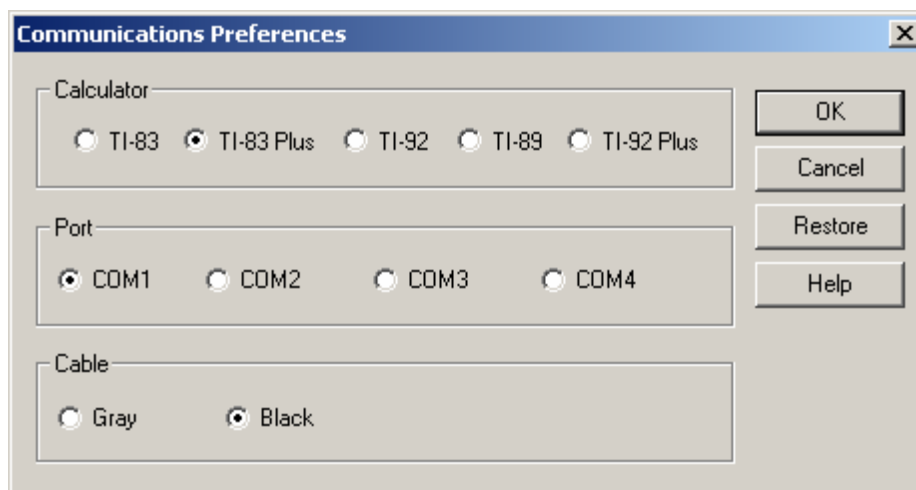 Communications Preferences
Calculator
TI-83 TI-83 Plus TI-92 TI-89 TI-92 Plus
OK
Cancel
Port
COM1 COM2 COM3 COM4
Restore
Help
Cable
Gray Black